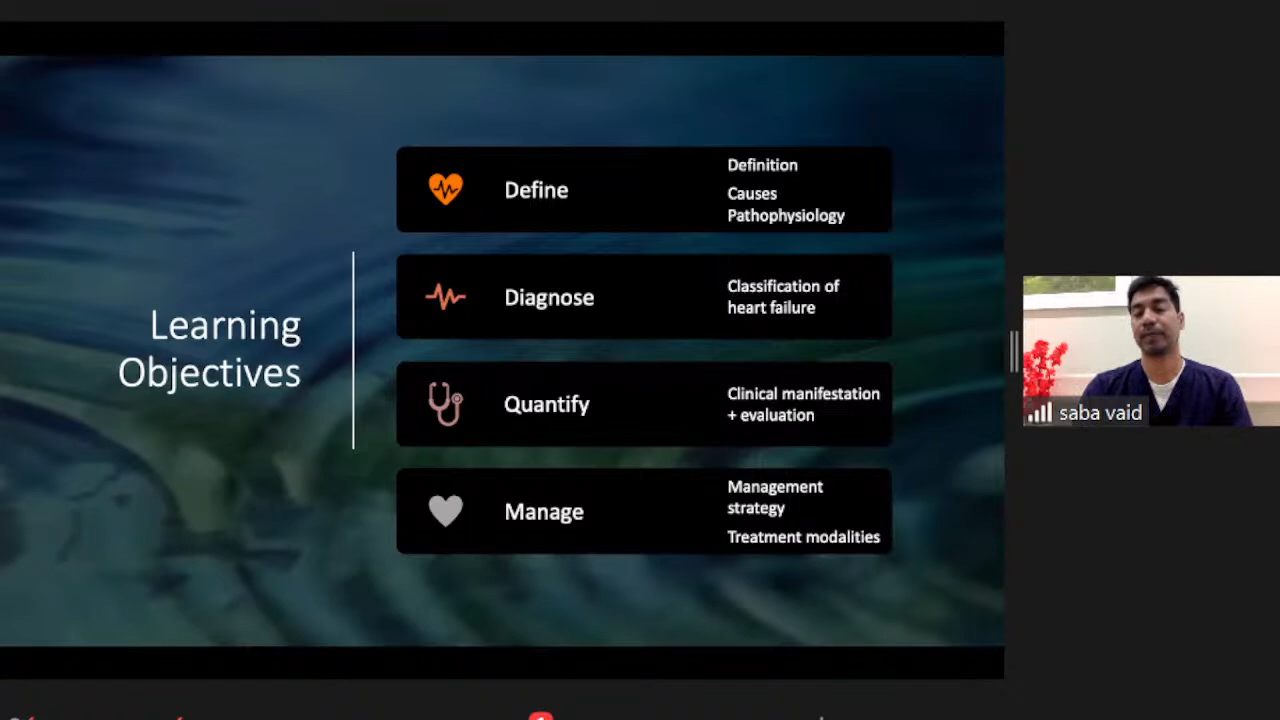 Learning
Objectives
Define
Definition
Causes
Pathophysiology
Diagnose
Classification of
heart failure
Quantify
Clinical manifestation
+ evaluation
Manage
Management
strategy
Treatment modalities
saba vaid